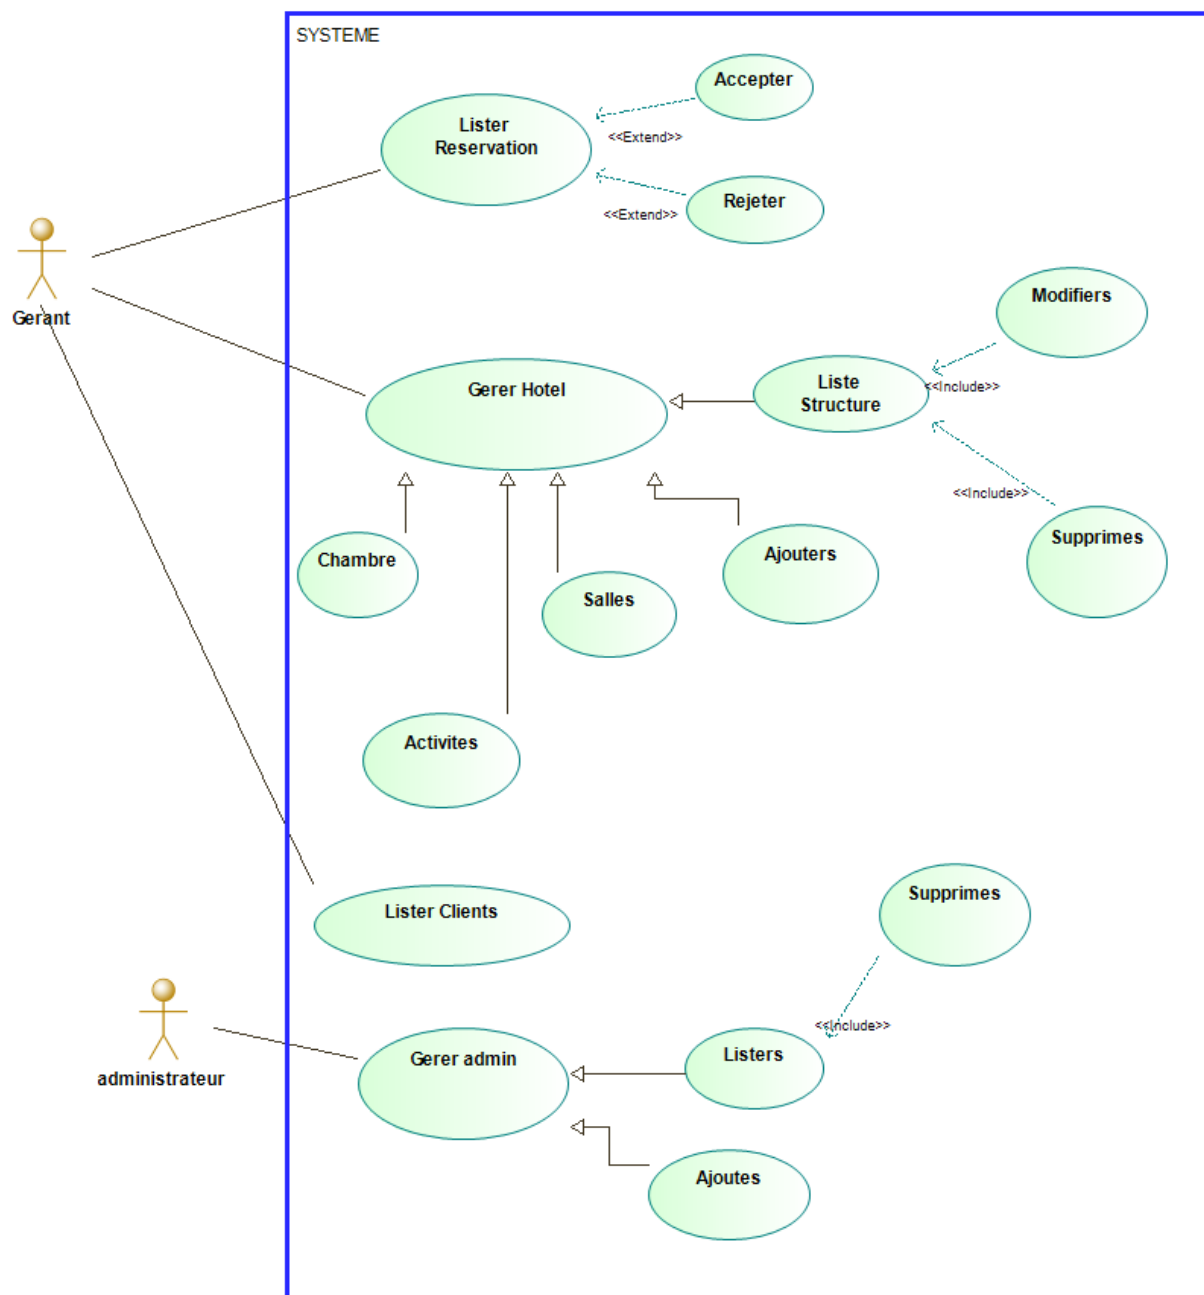 SYSTEME
Accepter
Lister
Reservation
<<Extend>>
Rejeter
<<Extend>>
Gerant
Modifiers
Gerer Hotel
Liste
Structure
<<Include>>
<<Include>>
Supprimes
Chambre
Ajouters
Salles
Activites
Lister Clients
Supprimes
<<Include>>
Gerer admin
Listers
administrateur
Ajoutes